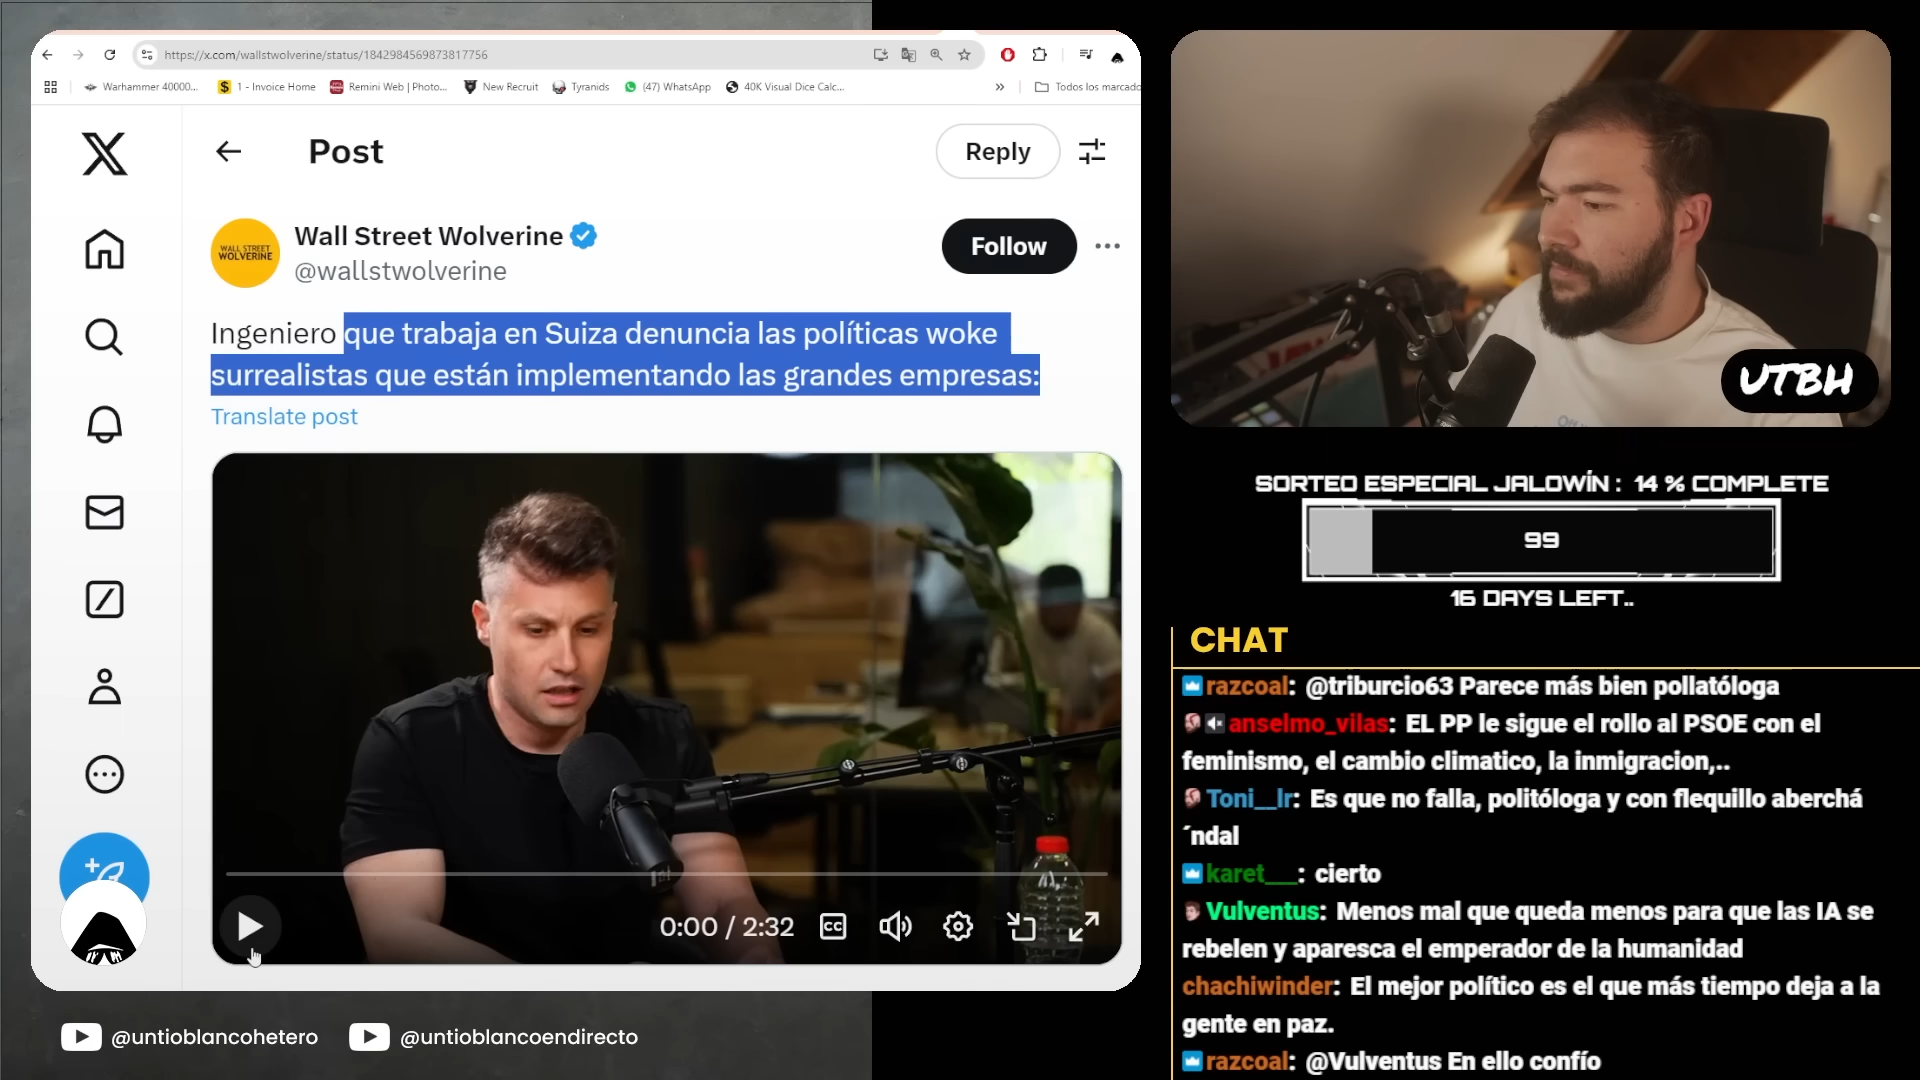 https://x.com/wallstwolverine/status/1842984569873817756
Warhammer 40000...
1 - Invoice Home
Remini Web | Photo...
New Recruit
Tyranids
(47) WhatsApp
40K Visual Dice Calc...
»
Todos los marcado
Post
Reply
WALL STREET
WOLVERINE
Wall Street Wolverine
@wallstwolverine
Follow
Ingeniero que trabaja en Suiza denuncia las políticas woke
surrealistas que están implementando las grandes empresas:
Translate post
0:00 / 2:32
CC
@untioblancohetero
@untioblancoendirecto
UTBH
SORTEO ESPECIAL JALOWÍN : 14 % COMPLETE
99
16 DAYS LEFT..
CHAT
razcoal: @triburcio63 Parece más bien pollatóloga
anselmo_vilas: EL PP le sigue el rollo al PSOE con el
feminismo, el cambio climatico, la inmigracion,..
Toni__lr: Es que no falla, politóloga y con flequillo aberchá
´ndal
karet___: cierto
Vulventus: Menos mal que queda menos para que las IA se
rebelen y aparesca el emperador de la humanidad
chachiwinder: El mejor político es el que más tiempo deja a la
gente en paz.
razcoal: @Vulventus En ello confío